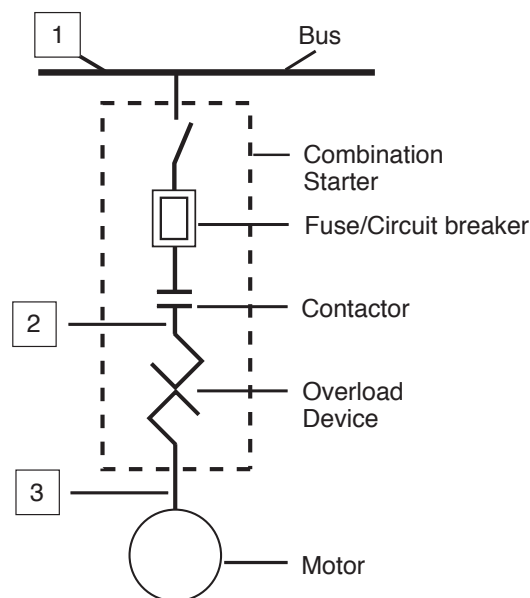 1
Bus
Combination
Starter
Fuse/Circuit breaker
Contactor
2
Overload
Device
3
Motor